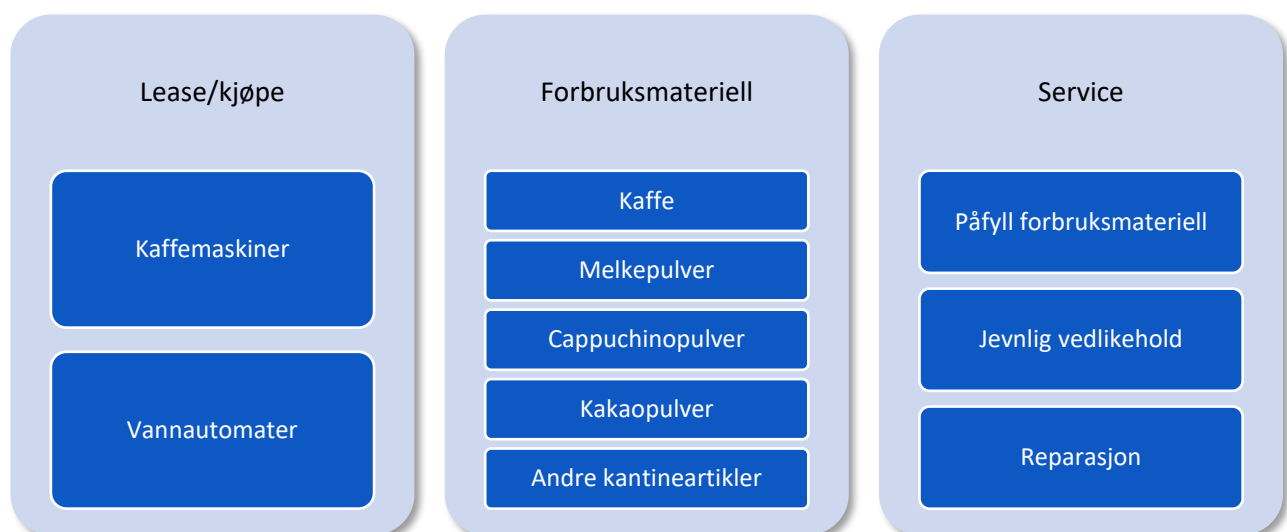 Lease/kjøpe
Kaffemaskiner
Vannautomater
Forbruksmateriell
Kaffe
Melkepulver
Cappuchinopulver
Kakaopulver
Andre kantineartikler
Service
Påfyll forbruksmateriell
Jevnlig vedlikehold
Reparasjon